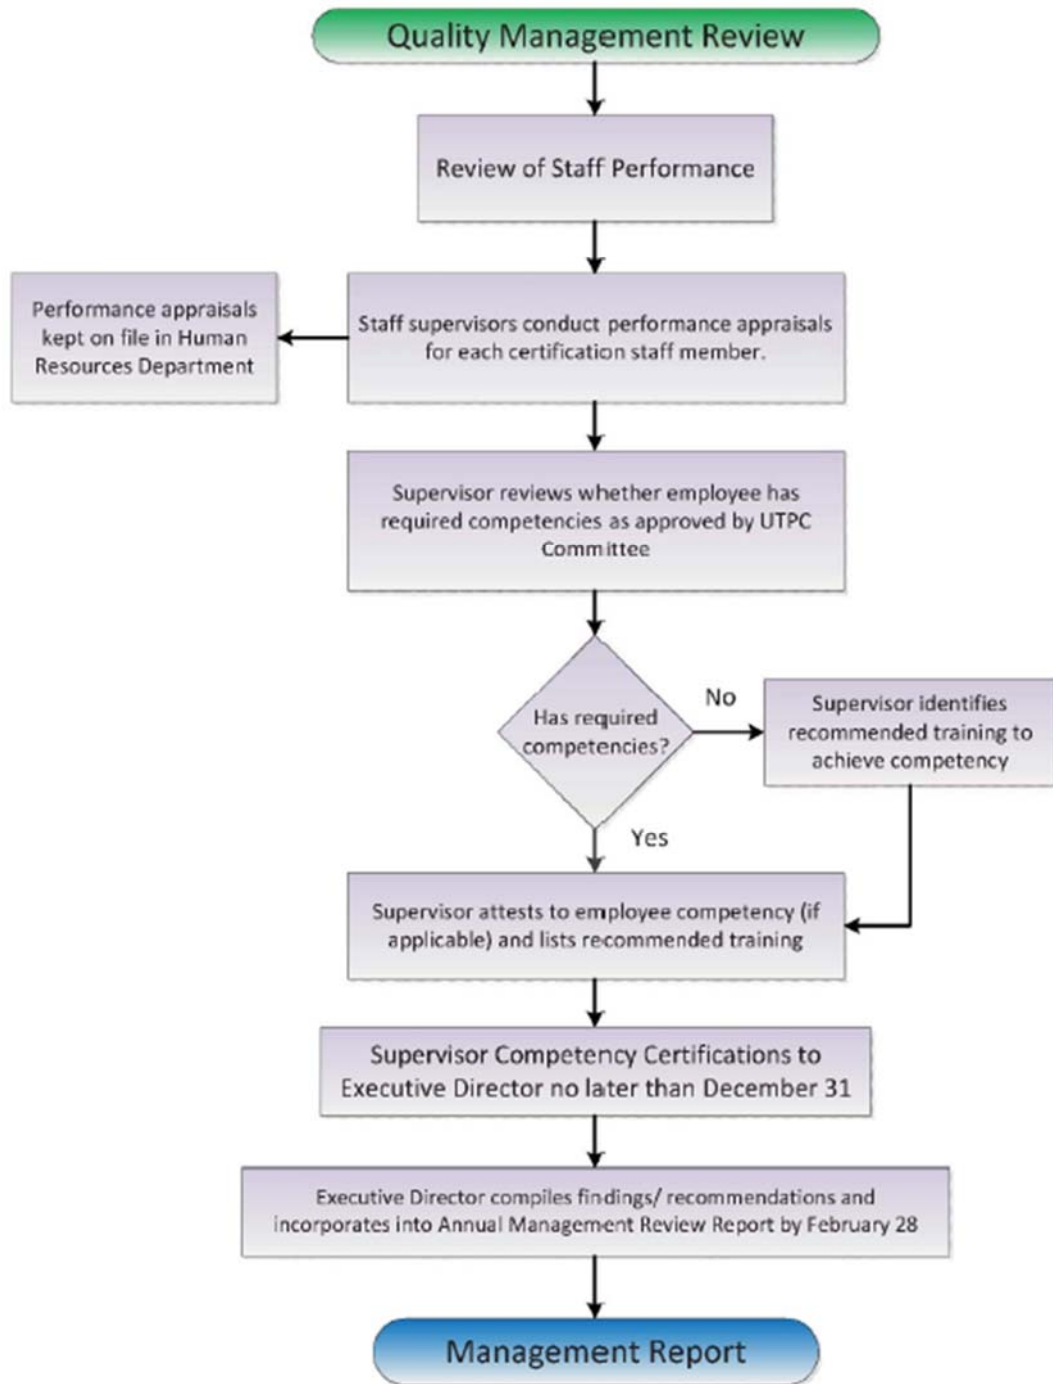 Quality Management Review
Review of Staff Performance
Performance appraisals
kept on file in Human
Resources Department
Staff supervisors conduct performance appraisals
for each certification staff member.
Supervisor reviews whether employee has
required competencies as approved by UTPC
Committee
Has required
competencies?
No
Supervisor identifies
recommended training to
achieve competency
Yes
Supervisor attests to employee competency (if
applicable) and lists recommended training
Supervisor Competency Certifications to
Executive Director no later than December 31
Executive Director compiles findings/ recommendations and
incorporates into Annual Management Review Report by February 28
Management Report